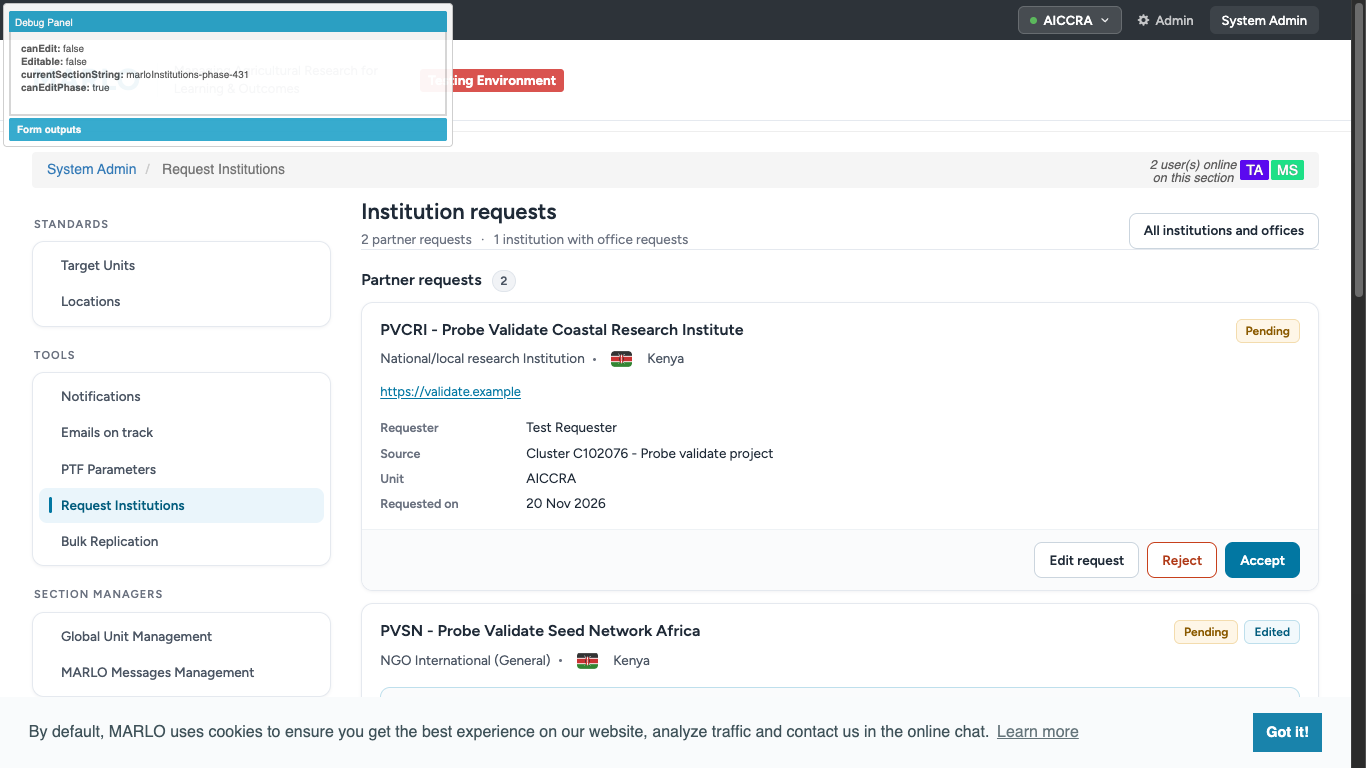 Debug Panel
canEdit: false
Editable: false
currentSectionString: marloInstitutions-phase-431
canEditPhase: true
Form outputs
Testing Environment
AICCRA
Admin
System Admin
System Admin / Request Institutions
2 user(s) online
on this section
TA
MS
STANDARDS
Target Units
Locations
TOOLS
Notifications
Emails on track
PTF Parameters
Request Institutions
Bulk Replication
SECTION MANAGERS
Global Unit Management
MARLO Messages Management
Institution requests
2 partner requests · 1 institution with office requests
All institutions and offices
Partner requests 2
PVCRI - Probe Validate Coastal Research Institute
Pending
National/local research Institution • Kenya
https://validate.example
Requester Test Requester
Source Cluster C102076 - Probe validate project
Unit AICCRA
Requested on 20 Nov 2026
Edit request
Reject
Accept
PVSN - Probe Validate Seed Network Africa
Pending
Edited
NGO International (General) • Kenya
By default, MARLO uses cookies to ensure you get the best experience on our website, analyze traffic and contact us in the online chat. Learn more
Got it!